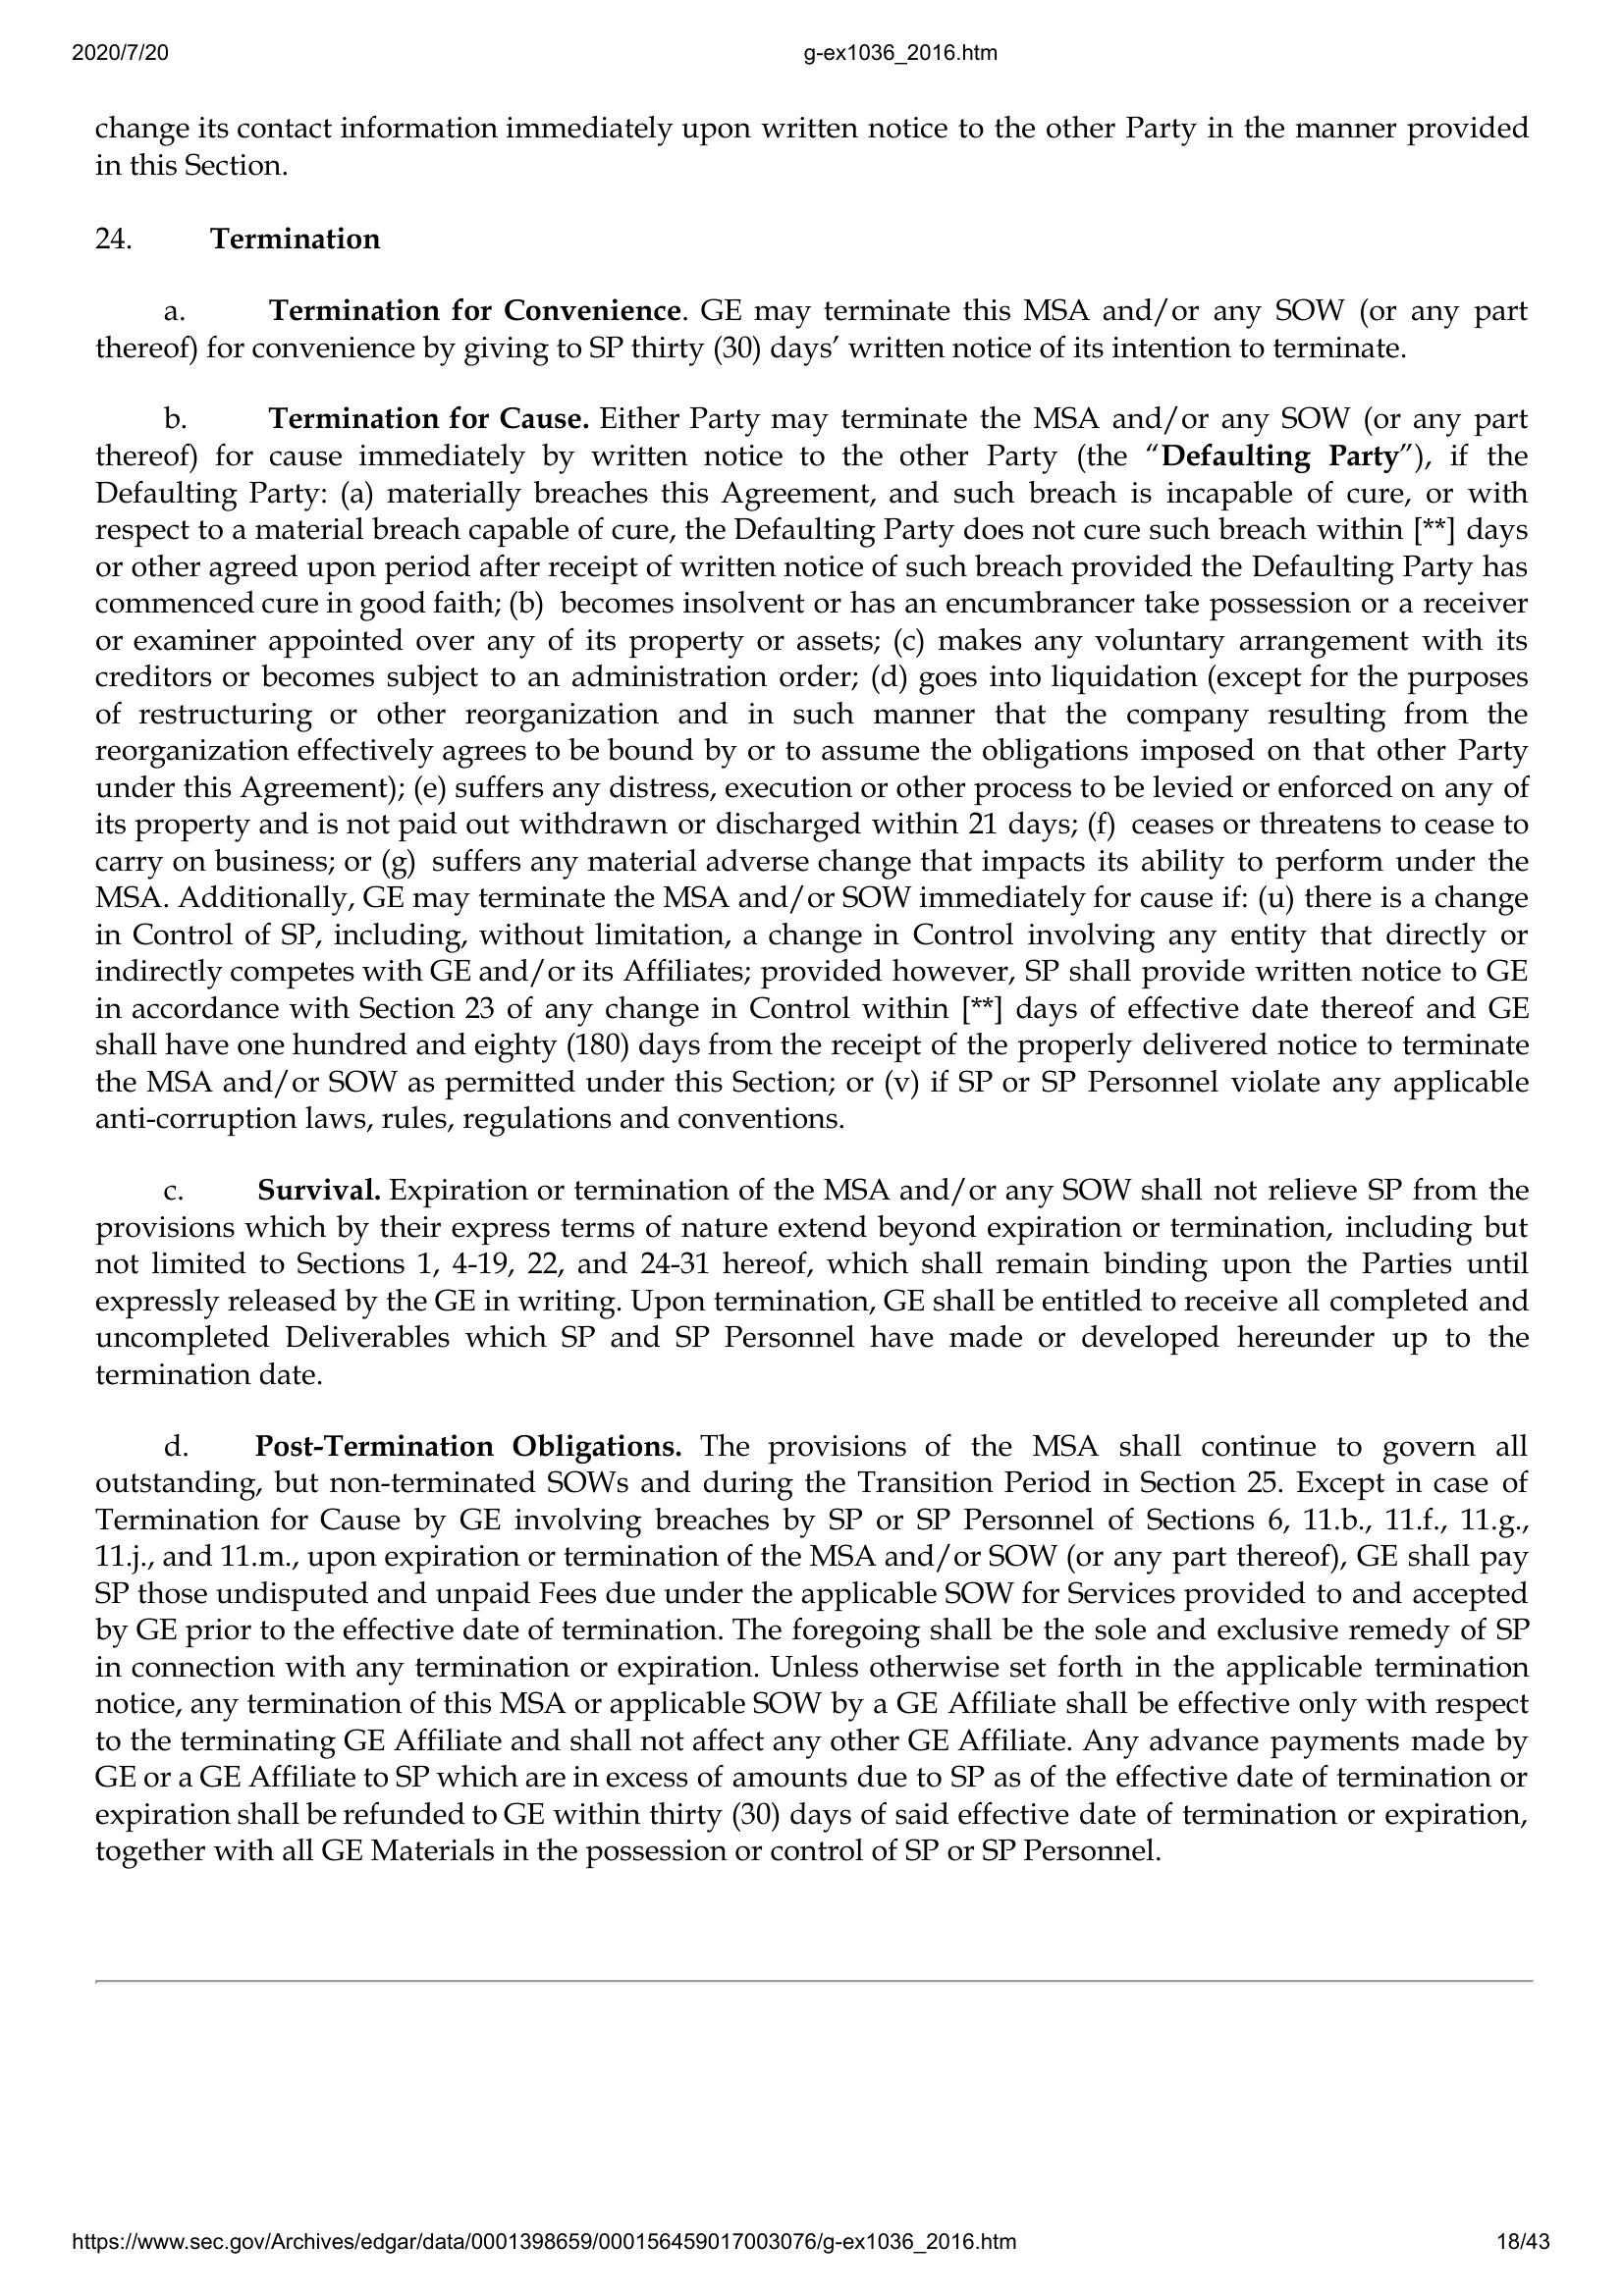 2020/7/20 g-ex1036_2016.htm
change its contact information immediately upon written notice to the other Party in the manner provided
in this Section.
24. Termination
a. Termination for Convenience. GE may terminate this MSA and/or any SOW (or any part
thereof) for convenience by giving to SP thirty (30) days’ written notice of its intention to terminate.
b. Termination for Cause. Either Party may terminate the MSA and/or any SOW (or any part
thereof) for cause immediately by written notice to the other Party (the “Defaulting Party”), if the
Defaulting Party: (a) materially breaches this Agreement, and such breach is incapable of cure, or with
respect to a material breach capable of cure, the Defaulting Party does not cure such breach within [**] days
or other agreed upon period after receipt of written notice of such breach provided the Defaulting Party has
commenced cure in good faith; (b) becomes insolvent or has an encumbrancer take possession or a receiver
or examiner appointed over any of its property or assets; (c) makes any voluntary arrangement with its
creditors or becomes subject to an administration order; (d) goes into liquidation (except for the purposes
of restructuring or other reorganization and in such manner that the company resulting from the
reorganization effectively agrees to be bound by or to assume the obligations imposed on that other Party
under this Agreement); (e) suffers any distress, execution or other process to be levied or enforced on any of
its property and is not paid out withdrawn or discharged within 21 days; (f) ceases or threatens to cease to
carry on business; or (g) suffers any material adverse change that impacts its ability to perform under the
MSA. Additionally, GE may terminate the MSA and/or SOW immediately for cause if: (u) there is a change
in Control of SP, including, without limitation, a change in Control involving any entity that directly or
indirectly competes with GE and/or its Affiliates; provided however, SP shall provide written notice to GE
in accordance with Section 23 of any change in Control within [**] days of effective date thereof and GE
shall have one hundred and eighty (180) days from the receipt of the properly delivered notice to terminate
the MSA and/or SOW as permitted under this Section; or (v) if SP or SP Personnel violate any applicable
anti-corruption laws, rules, regulations and conventions.
c. Survival. Expiration or termination of the MSA and/or any SOW shall not relieve SP from the
provisions which by their express terms of nature extend beyond expiration or termination, including but
not limited to Sections 1, 4-19, 22, and 24-31 hereof, which shall remain binding upon the Parties until
expressly released by the GE in writing. Upon termination, GE shall be entitled to receive all completed and
uncompleted Deliverables which SP and SP Personnel have made or developed hereunder up to the
termination date.
d. Post-Termination Obligations. The provisions of the MSA shall continue to govern all
outstanding, but non-terminated SOWs and during the Transition Period in Section 25. Except in case of
Termination for Cause by GE involving breaches by SP or SP Personnel of Sections 6, 11.b., 11.f., 11.g.,
11.j., and 11.m., upon expiration or termination of the MSA and/or SOW (or any part thereof), GE shall pay
SP those undisputed and unpaid Fees due under the applicable SOW for Services provided to and accepted
by GE prior to the effective date of termination. The foregoing shall be the sole and exclusive remedy of SP
in connection with any termination or expiration. Unless otherwise set forth in the applicable termination
notice, any termination of this MSA or applicable SOW by a GE Affiliate shall be effective only with respect
to the terminating GE Affiliate and shall not affect any other GE Affiliate. Any advance payments made by
GE or a GE Affiliate to SP which are in excess of amounts due to SP as of the effective date of termination or
expiration shall be refunded to GE within thirty (30) days of said effective date of termination or expiration,
together with all GE Materials in the possession or control of SP or SP Personnel.
https://www.sec.gov/Archives/edgar/data/0001398659/000156459017003076/g-ex1036_2016.htm 18/43